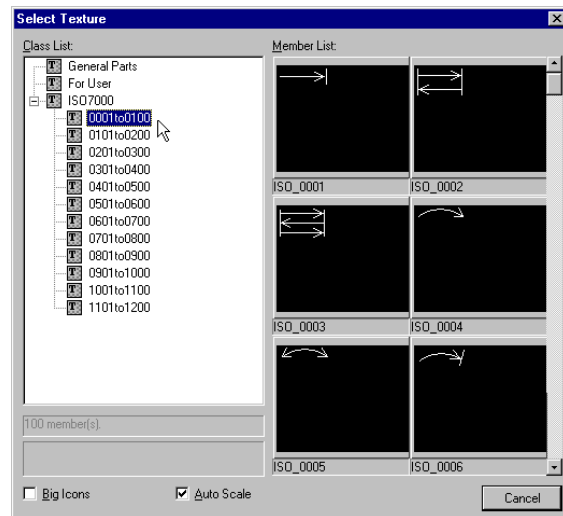 Select Texture
Class List:
General Parts
For User
ISO7000
0001to0100
0101to0200
0201to0300
0301to0400
0401to0500
0501to0600
0601to0700
0701to0800
0801to0900
0901to1000
1001to1100
1101to1200
100 member(s).
Big Icons
Auto Scale
Member List:
ISO_0001 ISO_0002
ISO_0003 ISO_0004
ISO_0005 ISO_0006
Cancel